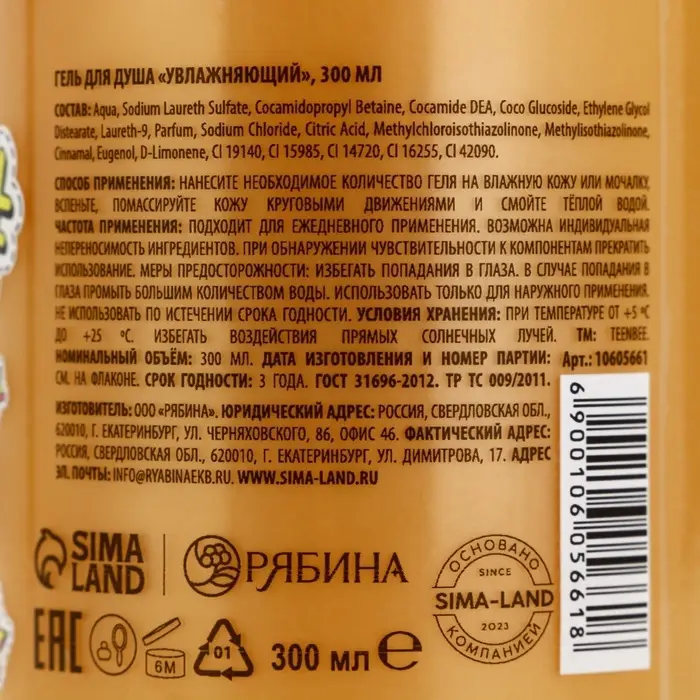 ГЕЛЬ ДЛЯ ДУША «УВЛАЖНЯЮЩИЙ», 300 МЛ
СОСТАВ: Aqua, Sodium Laureth Sulfate, Cocamidopropyl Betaine, Cocamide DEA, Coco Glucoside, Ethylene Glycol
Distearate, Laureth-9, Parfum, Sodium Chloride, Citric Acid, Methylchloroisothiazolinone, Methylisothiazolinone,
Cinnamal, Eugenol, D-Limonene, CI 19140, CI 15985, CI 14720, CI 16255, CI 42090.
СПОСОБ ПРИМЕНЕНИЯ: НАНЕСИТЕ НЕОБХОДИМОЕ КОЛИЧЕСТВО ГЕЛЯ НА ВЛАЖНУЮ КОЖУ ИЛИ МОЧАЛКУ,
ВСПЕНЬТЕ, ПОМАССИРУЙТЕ КОЖУ КРУГОВЫМИ ДВИЖЕНИЯМИ И СМОЙТЕ ТЁПЛОЙ ВОДОЙ.
ЧАСТОТА ПРИМЕНЕНИЯ: ПОДХОДИТ ДЛЯ ЕЖЕДНЕВНОГО ПРИМЕНЕНИЯ. ВОЗМОЖНА ИНДИВИДУАЛЬНАЯ
НЕПЕРЕНОСИМОСТЬ ИНГРЕДИЕНТОВ. ПРИ ОБНАРУЖЕНИИ ЧУВСТВИТЕЛЬНОСТИ К КОМПОНЕНТАМ ПРЕКРАТИТЬ
ИСПОЛЬЗОВАНИЕ. МЕРЫ ПРЕДОСТОРОЖНОСТИ: ИЗБЕГАТЬ ПОПАДАНИЯ В ГЛАЗА. В СЛУЧАЕ ПОПАДАНИЯ В
ГЛАЗА ПРОМЫТЬ БОЛЬШИМ КОЛИЧЕСТВОМ ВОДЫ. ИСПОЛЬЗОВАТЬ ТОЛЬКО ДЛЯ НАРУЖНОГО ПРИМЕНЕНИЯ.
НЕ ИСПОЛЬЗОВАТЬ ПО ИСТЕЧЕНИИ СРОКА ГОДНОСТИ. УСЛОВИЯ ХРАНЕНИЯ: ПРИ ТЕМПЕРАТУРЕ ОТ +5 °С
ДО +25 °С. ИЗБЕГАТЬ ВОЗДЕЙСТВИЯ ПРЯМЫХ СОЛНЕЧНЫХ ЛУЧЕЙ. ТМ: TEENBEE.
НОМИНАЛЬНЫЙ ОБЪЁМ: 300 МЛ. ДАТА ИЗГОТОВЛЕНИЯ И НОМЕР ПАРТИИ: Арт.: 10605661
СМ. НА ФЛАКОНЕ. СРОК ГОДНОСТИ: 3 ГОДА. ГОСТ 31696-2012. ТР ТС 009/2011.
ИЗГОТОВИТЕЛЬ: ООО «РЯБИНА». ЮРИДИЧЕСКИЙ АДРЕС: РОССИЯ, СВЕРДЛОВСКАЯ ОБЛ.,
620010, Г. ЕКАТЕРИНБУРГ, УЛ. ЧЕРНЯХОВСКОГО, 86, ОФИС 46. ФАКТИЧЕСКИЙ АДРЕС:
РОССИЯ, СВЕРДЛОВСКАЯ ОБЛ., 620010, Г. ЕКАТЕРИНБУРГ, УЛ. ДИМИТРОВА, 17. АДРЕС
ЭЛ. ПОЧТЫ: INFO@RYABINAEKB.RU. WWW.SIMA-LAND.RU
6900106056618
SIMA
LAND
РЯБИНА
ОСНОВАНО
SINCE
SIMA-LAND
2023
КОМПАНИЕЙ
ЕАС
6M
01
300 мл e